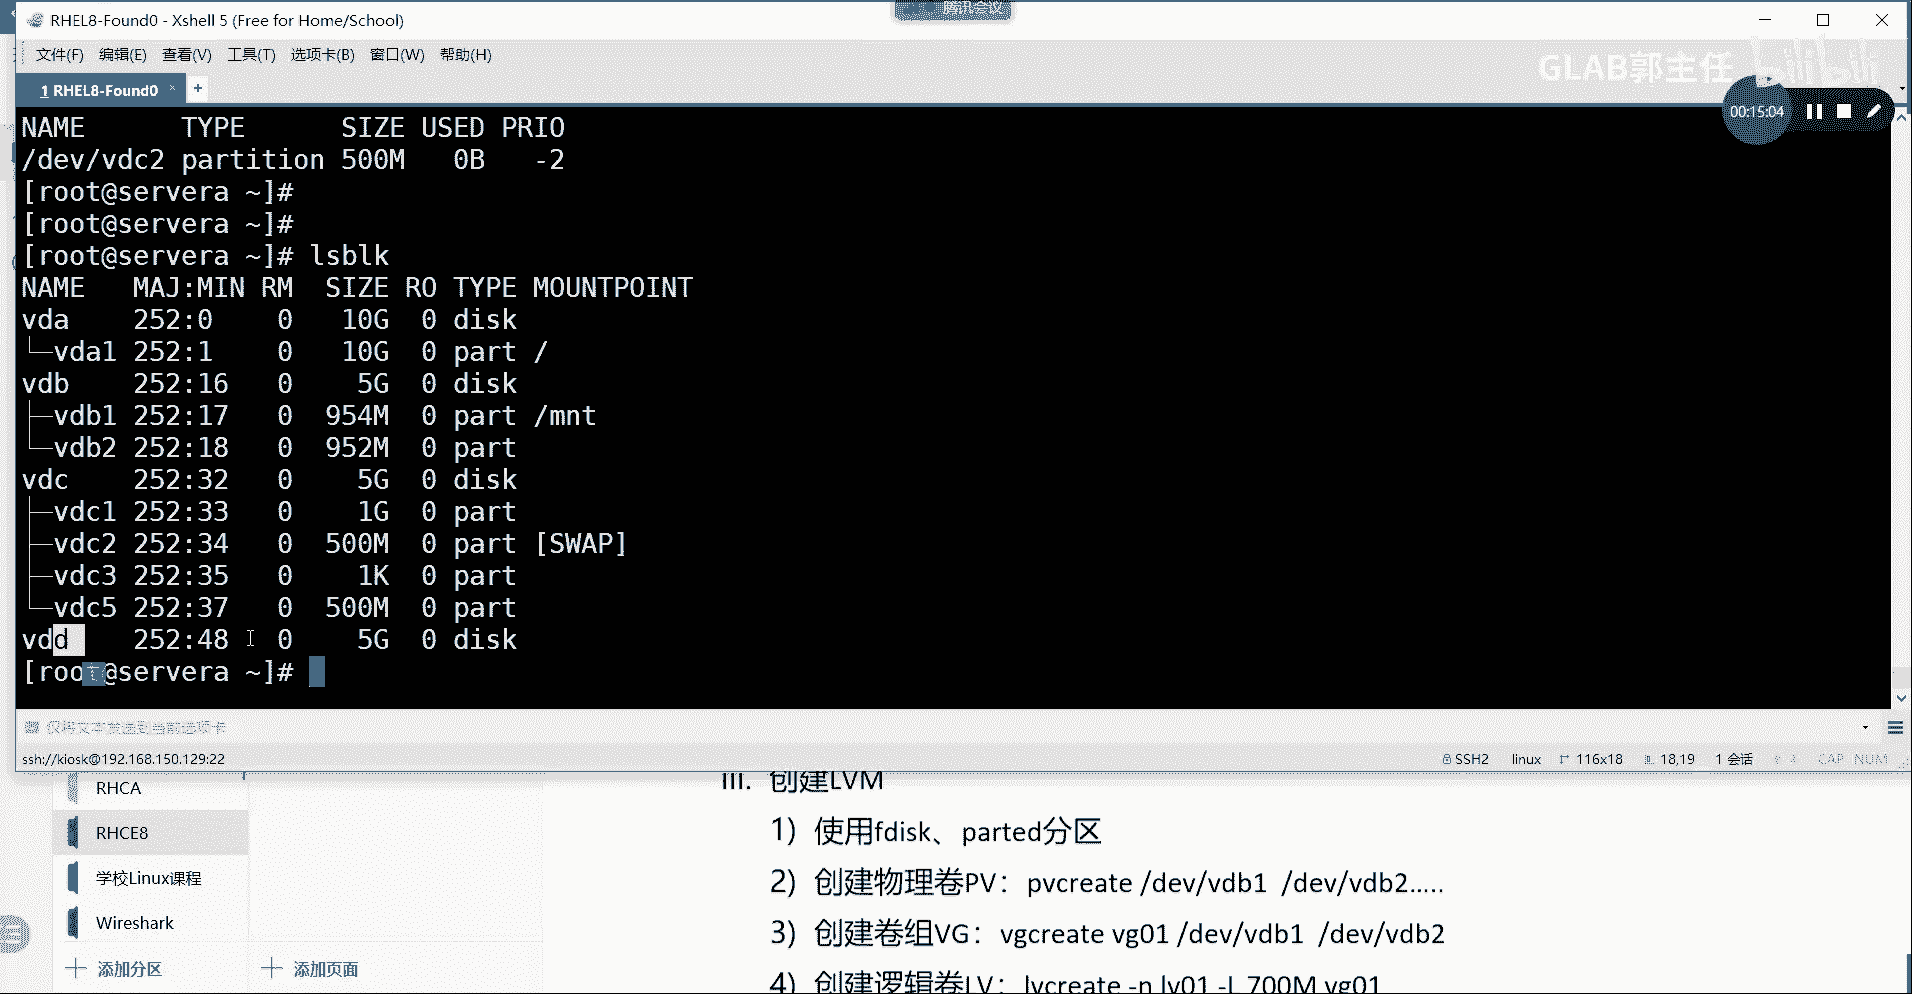 腾讯会议
RHEL8-Found0 - Xshell 5 (Free for Home/School)
文件(F) 编辑(E) 查看(V) 工具(T) 选项卡(B) 窗口(W) 帮助(H)
GLAB郭主任 bilibili
1 RHEL8-Found0 × +
00:15:04
NAME TYPE SIZE USED PRIO
/dev/vdc2 partition 500M 0B -2
[root@servera ~]#
[root@servera ~]#
[root@servera ~]# lsblk
NAME MAJ:MIN RM SIZE RO TYPE MOUNTPOINT
vda 252:0 0 10G 0 disk
└─vda1 252:1 0 10G 0 part /
vdb 252:16 0 5G 0 disk
├─vdb1 252:17 0 954M 0 part /mnt
└─vdb2 252:18 0 952M 0 part
vdc 252:32 0 5G 0 disk
├─vdc1 252:33 0 1G 0 part
├─vdc2 252:34 0 500M 0 part [SWAP]
├─vdc3 252:35 0 1K 0 part
└─vdc5 252:37 0 500M 0 part
vdd 252:48 0 5G 0 disk
[root@servera ~]#
仅将文本发送到当前选项卡
ssh://kiosk@192.168.150.129:22 SSH2 linux 116x18 18,19 1 会话 CAP NUM
RHCA
RHCE8
学校Linux课程
Wireshark
+ 添加分区 + 添加页面
iii. 创建LVM
1) 使用fdisk、parted分区
2) 创建物理卷PV：pvcreate /dev/vdb1 /dev/vdb2.....
3) 创建卷组VG：vgcreate vg01 /dev/vdb1 /dev/vdb2
4) 创建逻辑卷LV：lvcreate -n lv01 -L 700M vg01